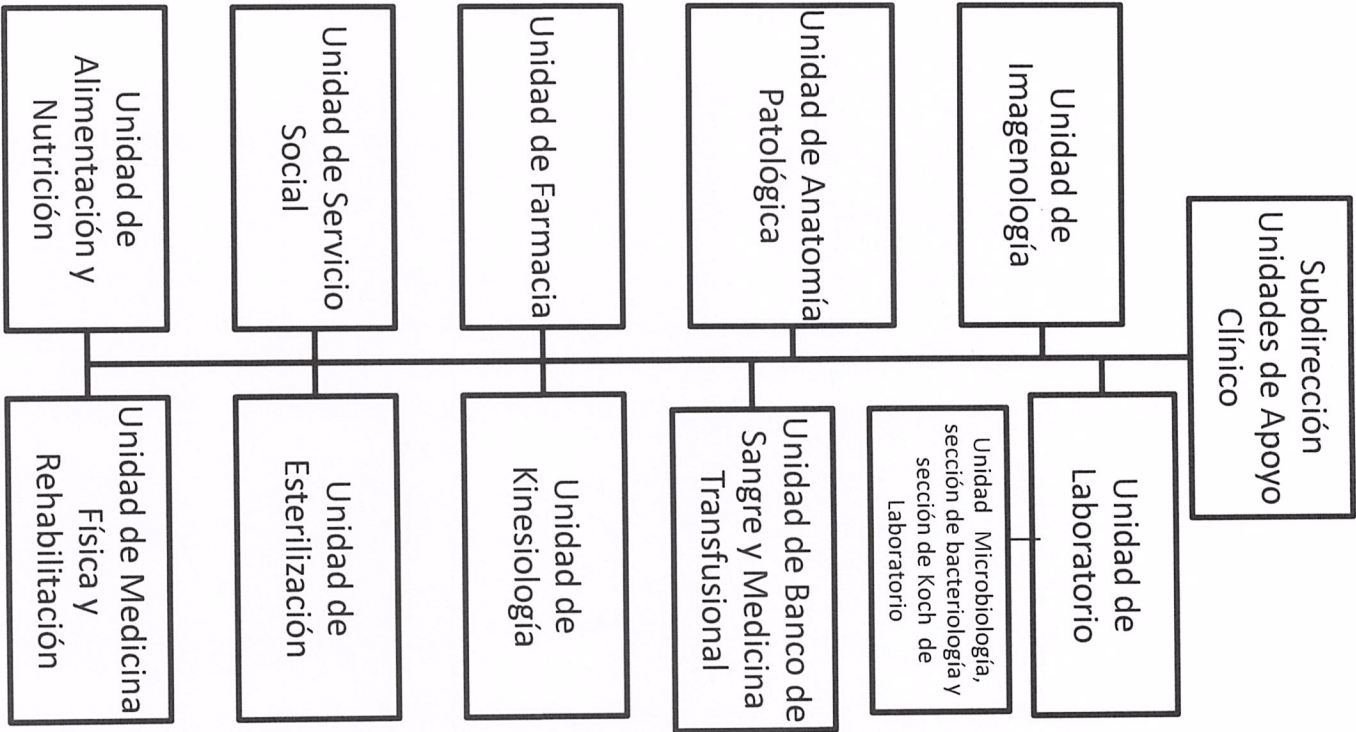 Subdirección
Unidades de Apoyo
Clínico
Unidad de
Imagenología
Unidad de
Laboratorio
Unidad Microbiología,
sección de bacteriología y
sección de Koch de
Laboratorio
Unidad de Anatomía
Patológica
Unidad de Banco de
Sangre y Medicina
Transfusional
Unidad de Farmacia
Unidad de
Kinesiología
Unidad de Servicio
Social
Unidad de
Esterilización
Unidad de
Alimentación y
Nutrición
Unidad de Medicina
Física y
Rehabilitación